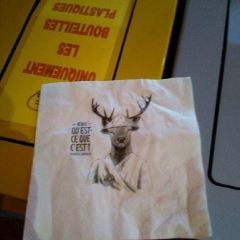 UNIQUEMENT
LES
BOUTEILLES
PLASTIQUES
QU'EST-
CE QUE
C'EST?